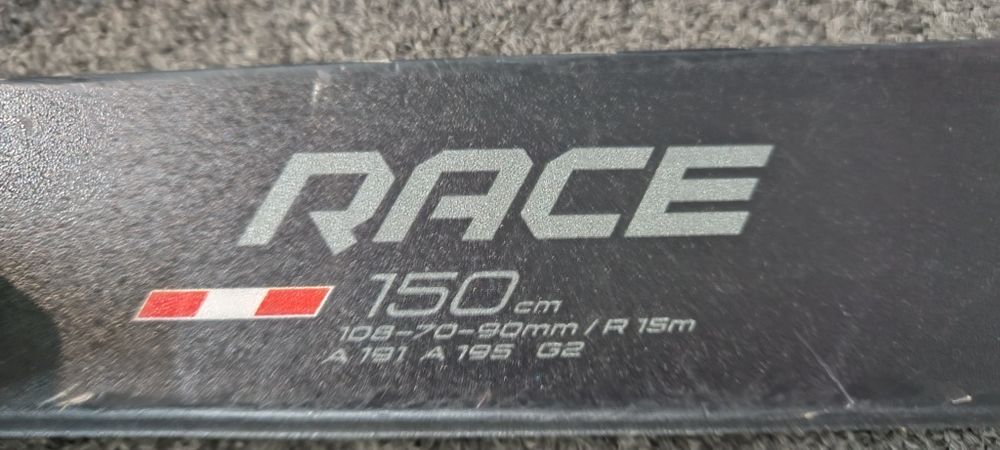 RACE
150cm
108-70-90mm / R 15m
A 191 A 195 G2